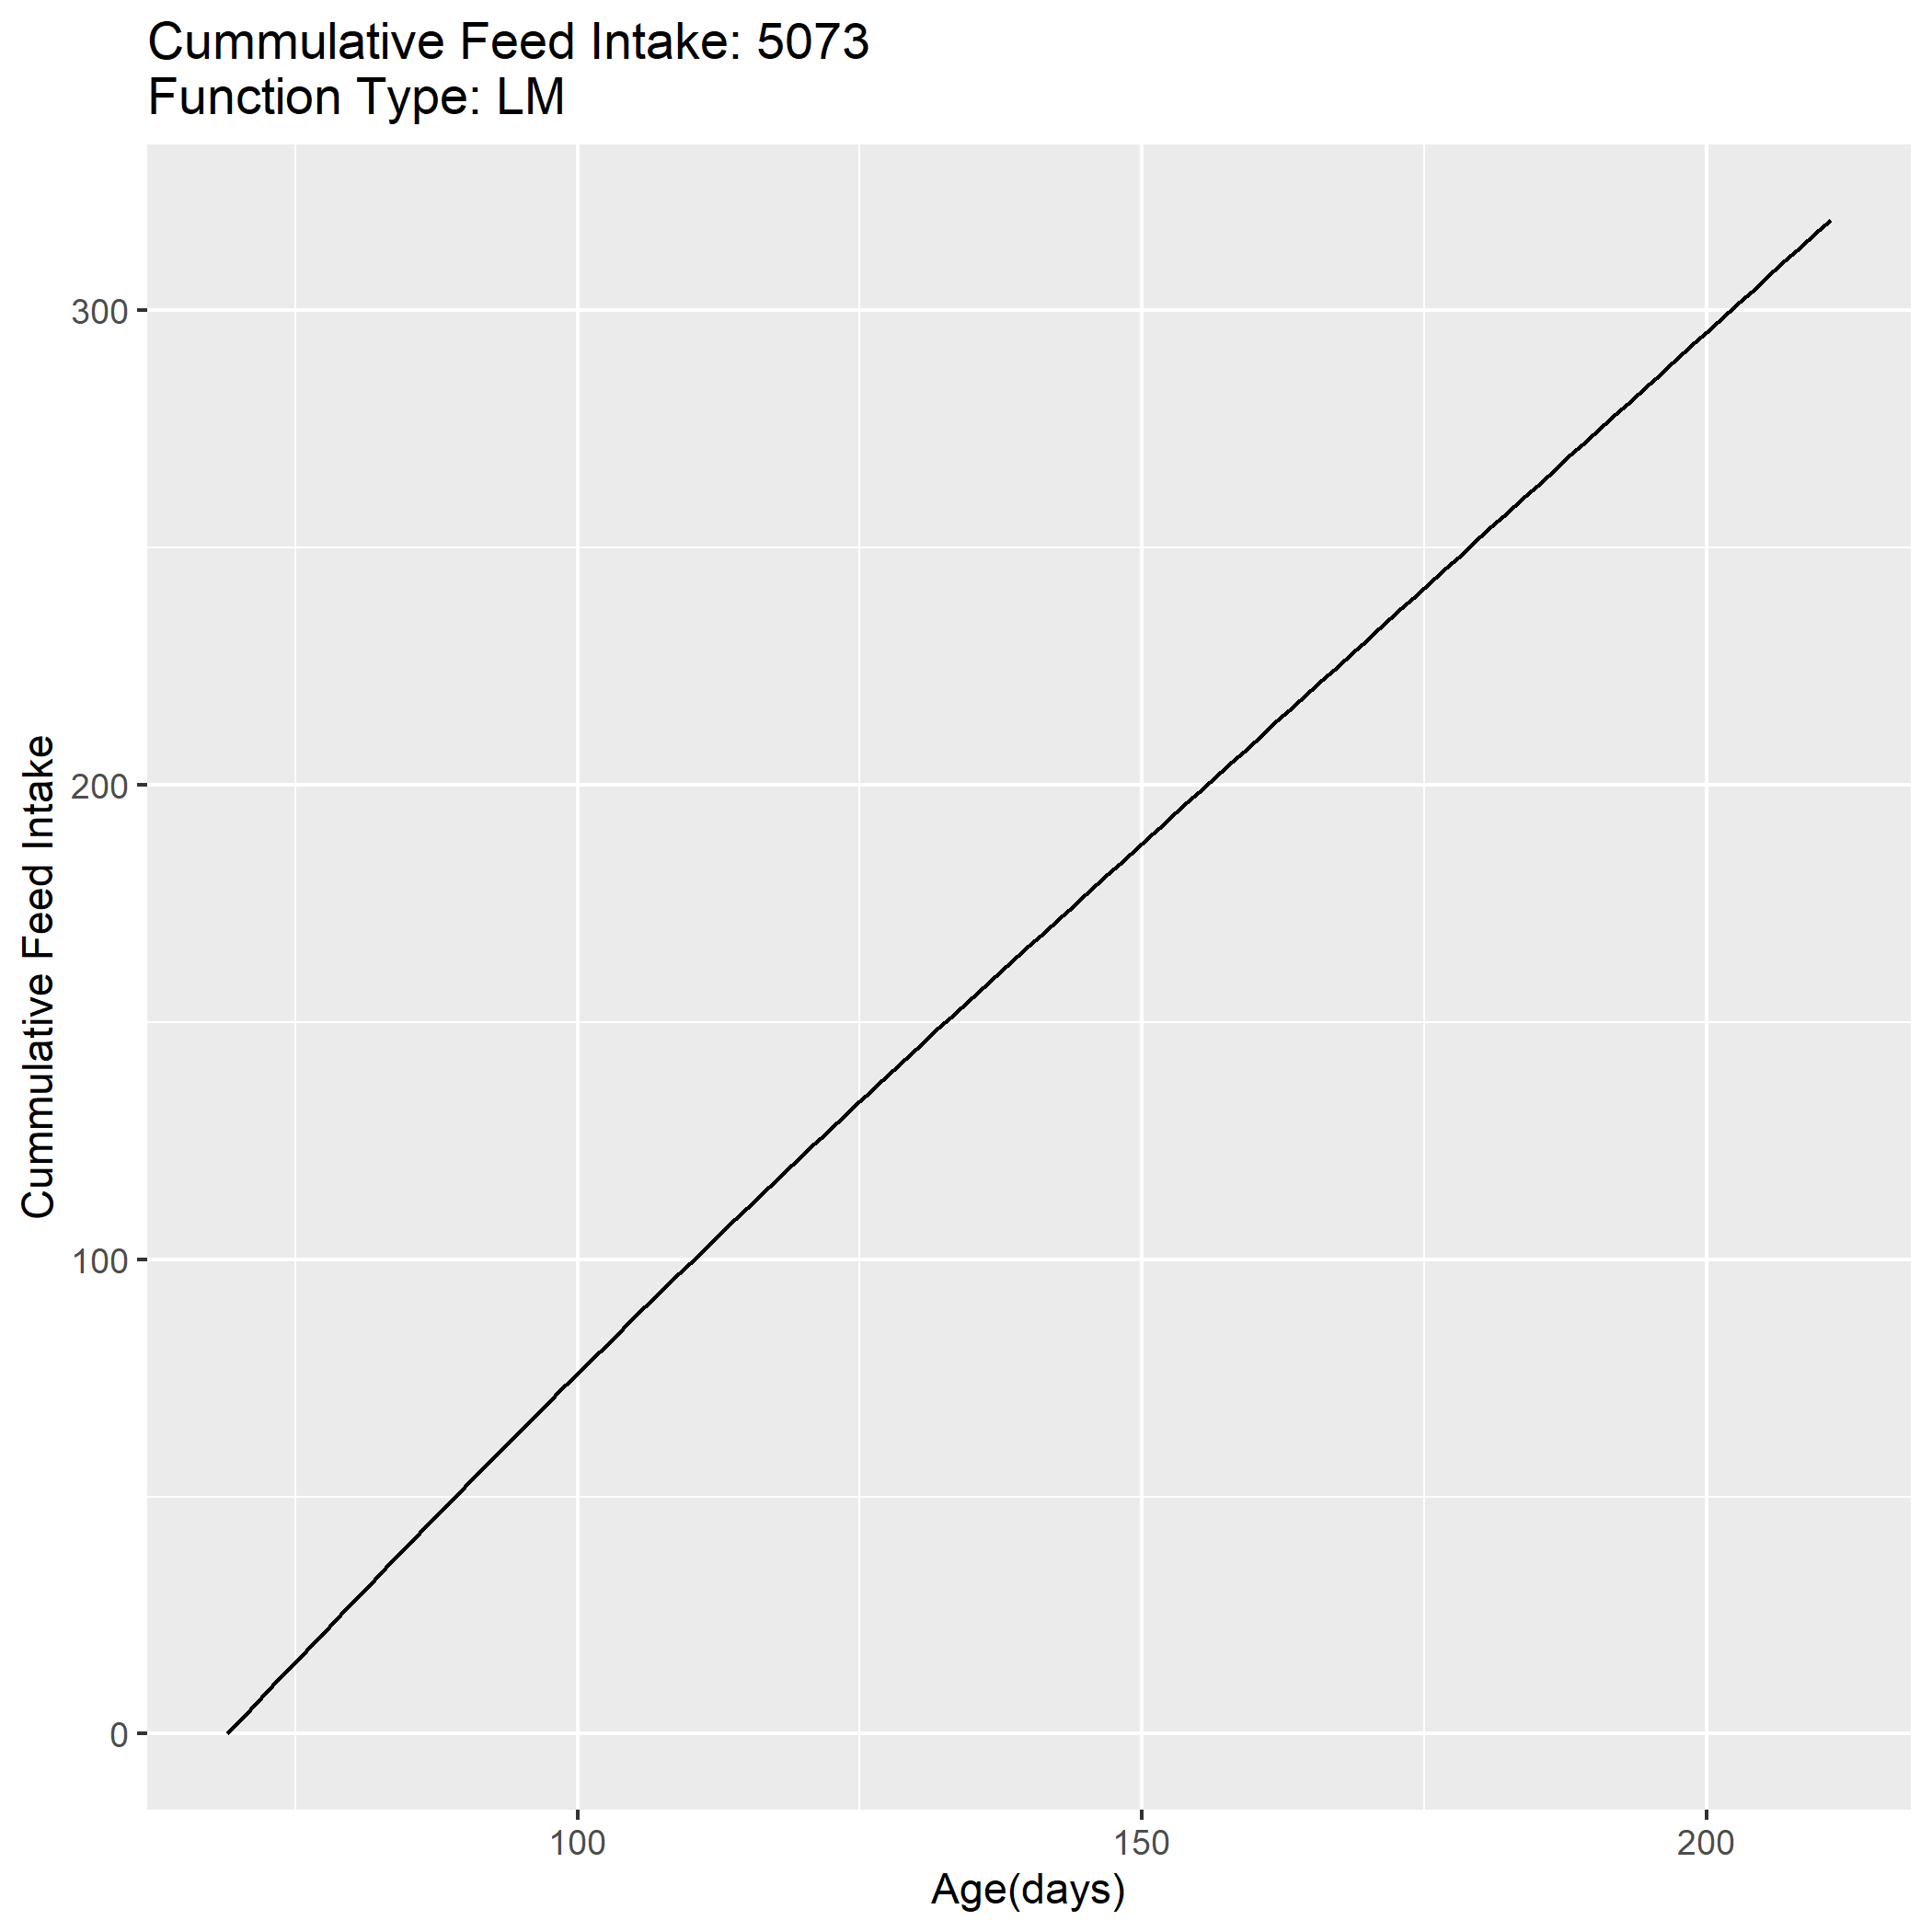 Cummulative Feed Intake: 5073
Function Type: LM
Cummulative Feed Intake
300
200
100
0
100
150
200
Age(days)